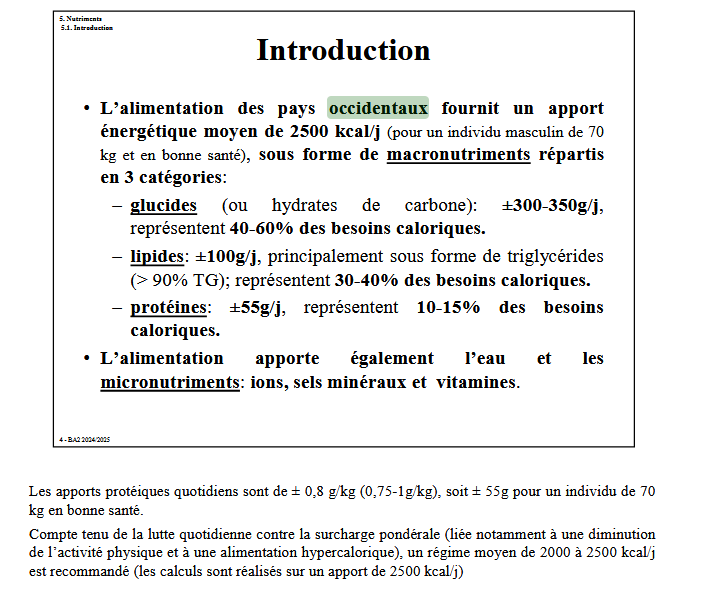 5. Nutriments
5.1. Introduction
Introduction
• L’alimentation des pays occidentaux fournit un apport
énergétique moyen de 2500 kcal/j (pour un individu masculin de 70
kg et en bonne santé), sous forme de macronutriments répartis
en 3 catégories:
– glucides (ou hydrates de carbone): ±300-350g/j,
représentent 40-60% des besoins caloriques.
– lipides: ±100g/j, principalement sous forme de triglycérides
(> 90% TG); représentent 30-40% des besoins caloriques.
– protéines: ±55g/j, représentent 10-15% des besoins
caloriques.
• L’alimentation apporte également l’eau et les
micronutriments: ions, sels minéraux et vitamines.
4 - BA2 2024/2025
Les apports protéiques quotidiens sont de ± 0,8 g/kg (0,75-1g/kg), soit ± 55g pour un individu de 70
kg en bonne santé.
Compte tenu de la lutte quotidienne contre la surcharge pondérale (liée notamment à une diminution
de l’activité physique et à une alimentation hypercalorique), un régime moyen de 2000 à 2500 kcal/j
est recommandé (les calculs sont réalisés sur un apport de 2500 kcal/j)